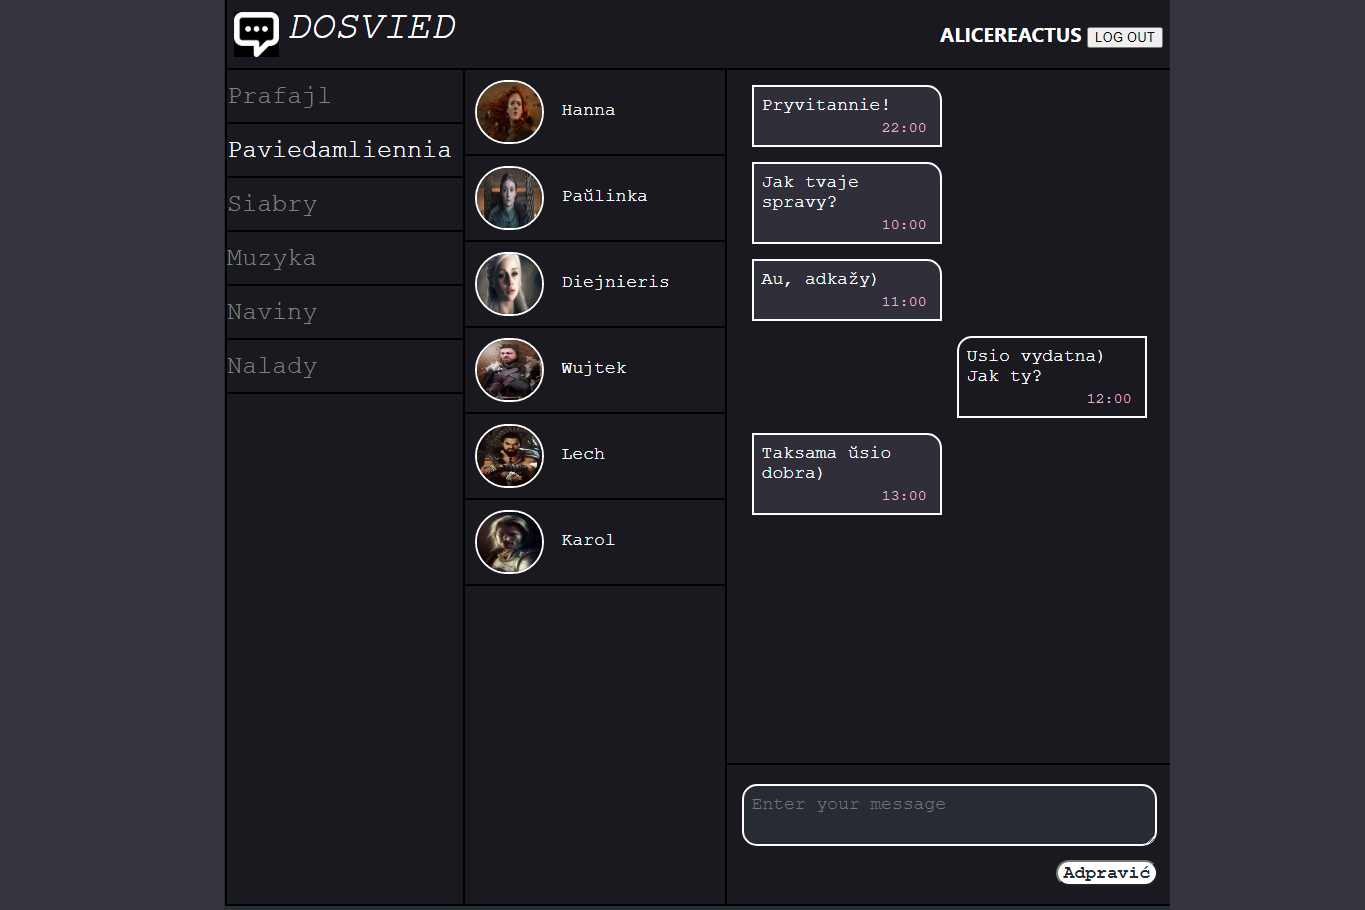 DOSVIED
ALICEREACTUS LOG OUT
Prafajl
Paviedamliennia
Siabry
Muzyka
Naviny
Nalady
Hanna
Paŭlinka
Diejnieris
Wujtek
Lech
Karol
Pryvitannie!
22:00
Jak tvaje
spravy?
10:00
Au, adkažy)
11:00
Usio vydatna)
Jak ty?
12:00
Taksama ŭsio
dobra)
13:00
Enter your message
Adpravić